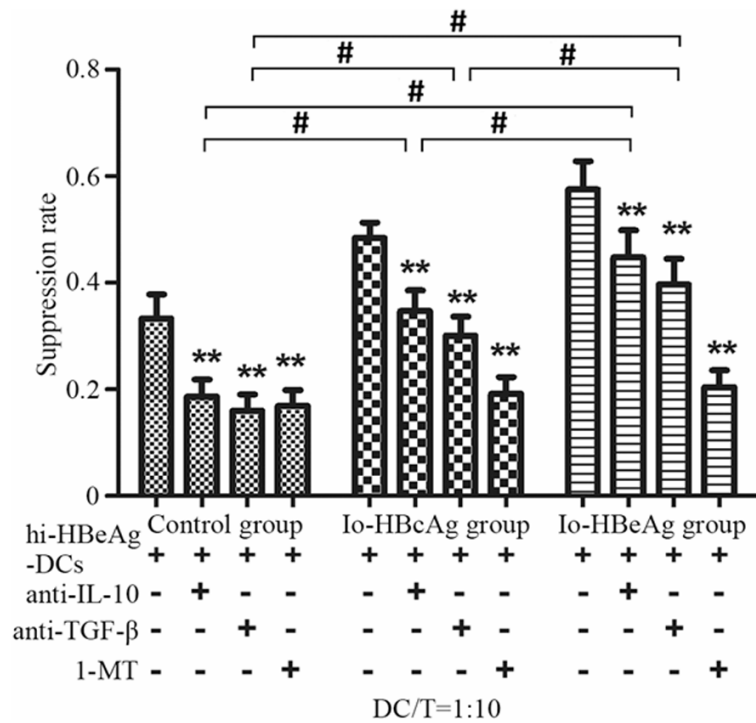 #
# #
0.8
#
# #
0.6
** **
**
0.4
** **
** ** **
0.2
0
Suppression rate
Control group Io-HBcAg group Io-HBeAg group
hi-HBeAg
-DCs + + + + + + + + + + + +
anti-IL-10 - + - - - + - - - + - -
anti-TGF-β - - + - - - + - - - + -
1-MT - - - + - - - + - - - +
DC/T=1:10